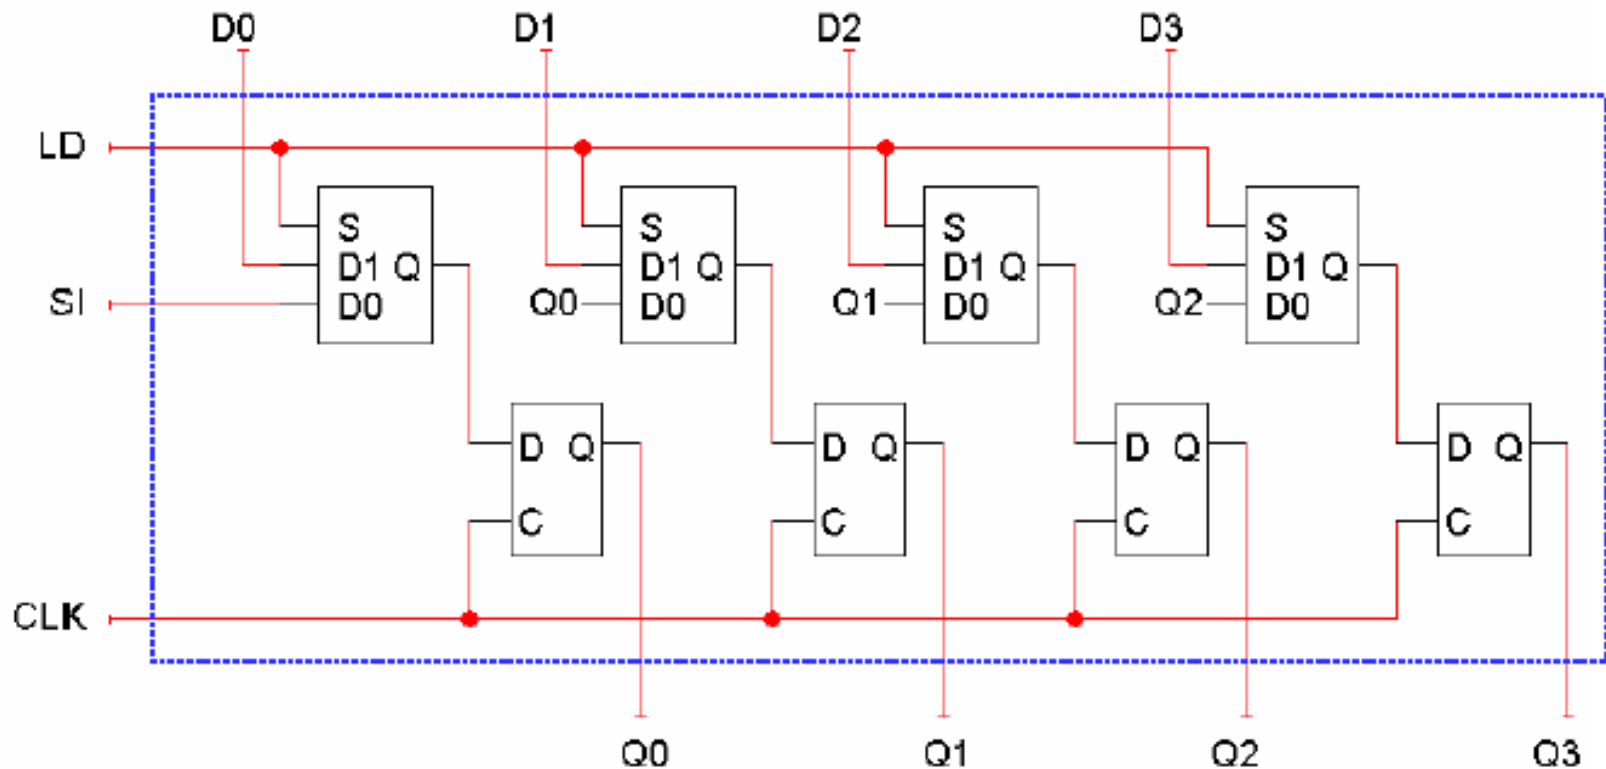 D0 D1 D2 D3
LD
S S S S
D1 Q D1 Q D1 Q D1 Q
SI D0 Q0 D0 Q1 D0 Q2 D0
D Q D Q D Q D Q
C C C C
CLK
Q0 Q1 Q2 Q3